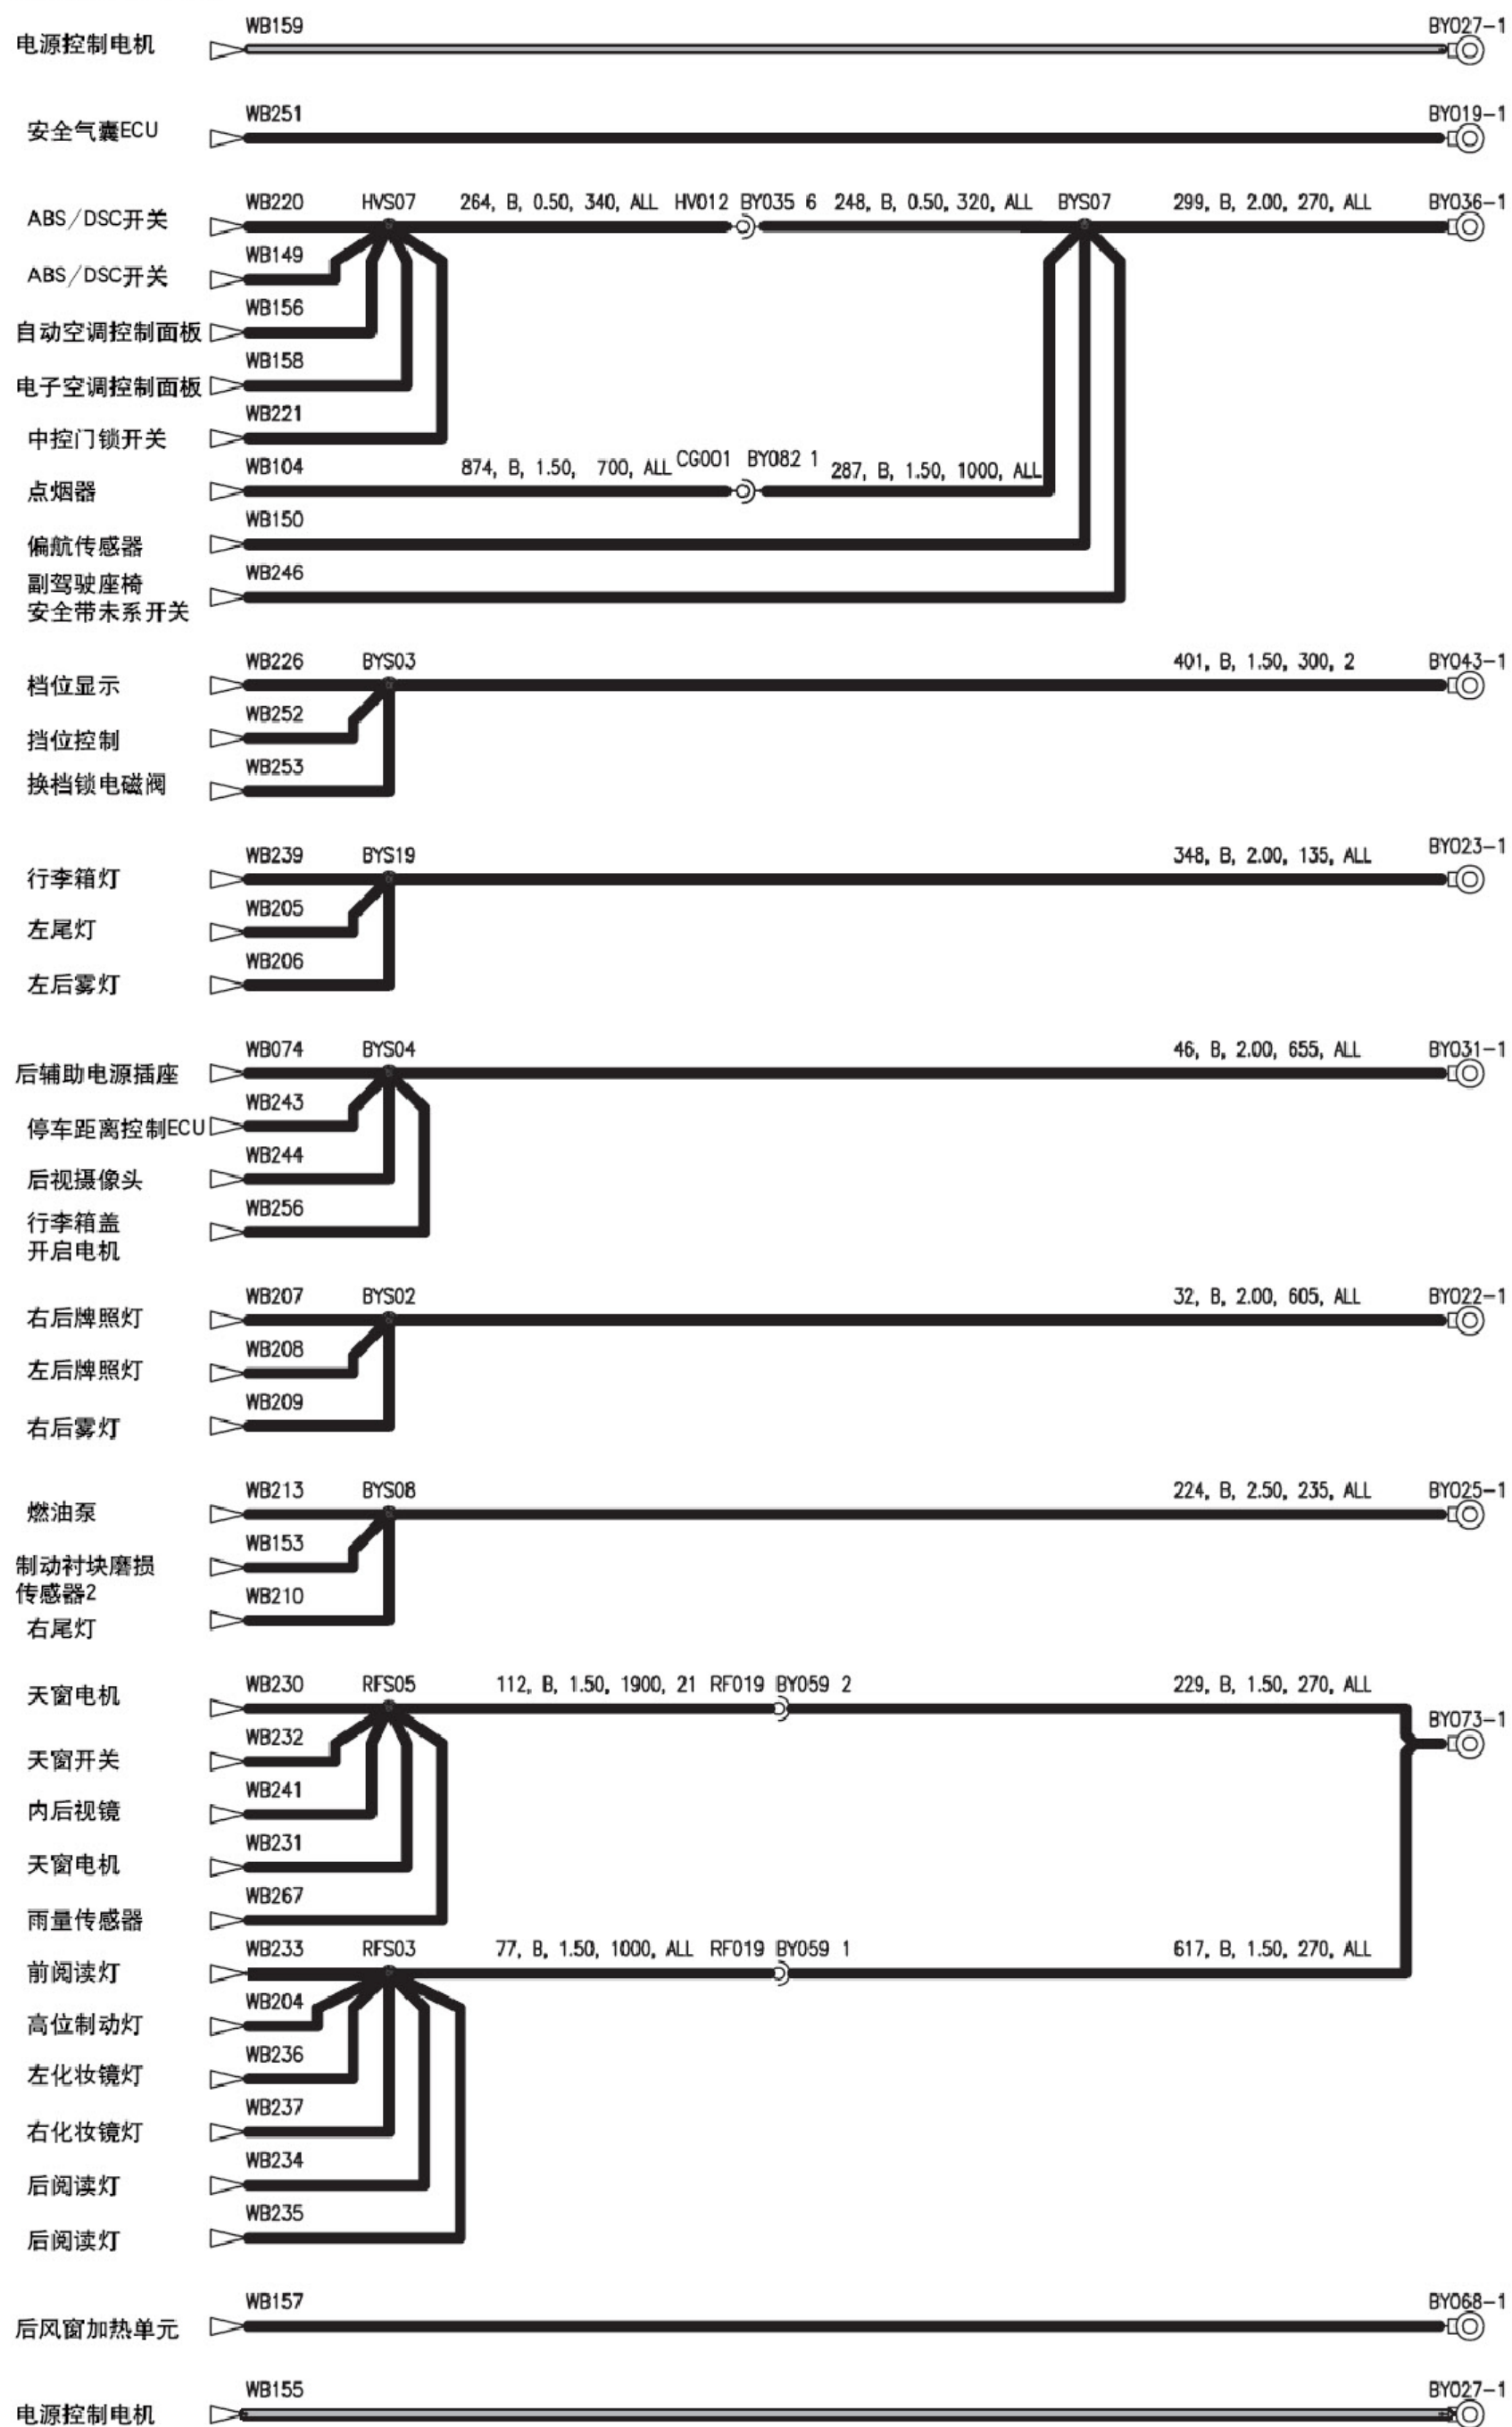 WB159 BY027-1
电源控制电机
WB251 BY019-1
安全气囊ECU
WB220 HVS07 264, B, 0.50, 340, ALL HV012 BY035 6 248, B, 0.50, 320, ALL BYS07 299, B, 2.00, 270, ALL BY036-1
ABS/DSC开关
WB149
ABS/DSC开关
WB156
自动空调控制面板
WB158
电子空调控制面板
WB221
中控门锁开关
WB104 874, B, 1.50, 700, ALL CG001 BY082 1 287, B, 1.50, 1000, ALL
点烟器
WB150
偏航传感器
WB246
副驾驶座椅
安全带未系开关
WB226 BYS03 401, B, 1.50, 300, 2 BY043-1
档位显示
WB252
挡位控制
WB253
换档锁电磁阀
WB239 BYS19 348, B, 2.00, 135, ALL BY023-1
行李箱灯
WB205
左尾灯
WB206
左后雾灯
WB074 BYS04 46, B, 2.00, 655, ALL BY031-1
后辅助电源插座
WB243
停车距离控制ECU
WB244
后视摄像头
WB256
行李箱盖
开启电机
WB207 BYS02 32, B, 2.00, 605, ALL BY022-1
右后牌照灯
WB208
左后牌照灯
WB209
右后雾灯
WB213 BYS08 224, B, 2.50, 235, ALL BY025-1
燃油泵
WB153
制动衬块磨损
传感器2
WB210
右尾灯
WB230 RFS05 112, B, 1.50, 1900, 21 RF019 BY059 2 229, B, 1.50, 270, ALL
天窗电机
BY073-1
WB232
天窗开关
WB241
内后视镜
WB231
天窗电机
WB267
雨量传感器
WB233 RFS03 77, B, 1.50, 1000, ALL RF019 BY059 1 617, B, 1.50, 270, ALL
前阅读灯
WB204
高位制动灯
WB236
左化妆镜灯
WB237
右化妆镜灯
WB234
后阅读灯
WB235
后阅读灯
WB157 BY068-1
后风窗加热单元
WB155 BY027-1
电源控制电机